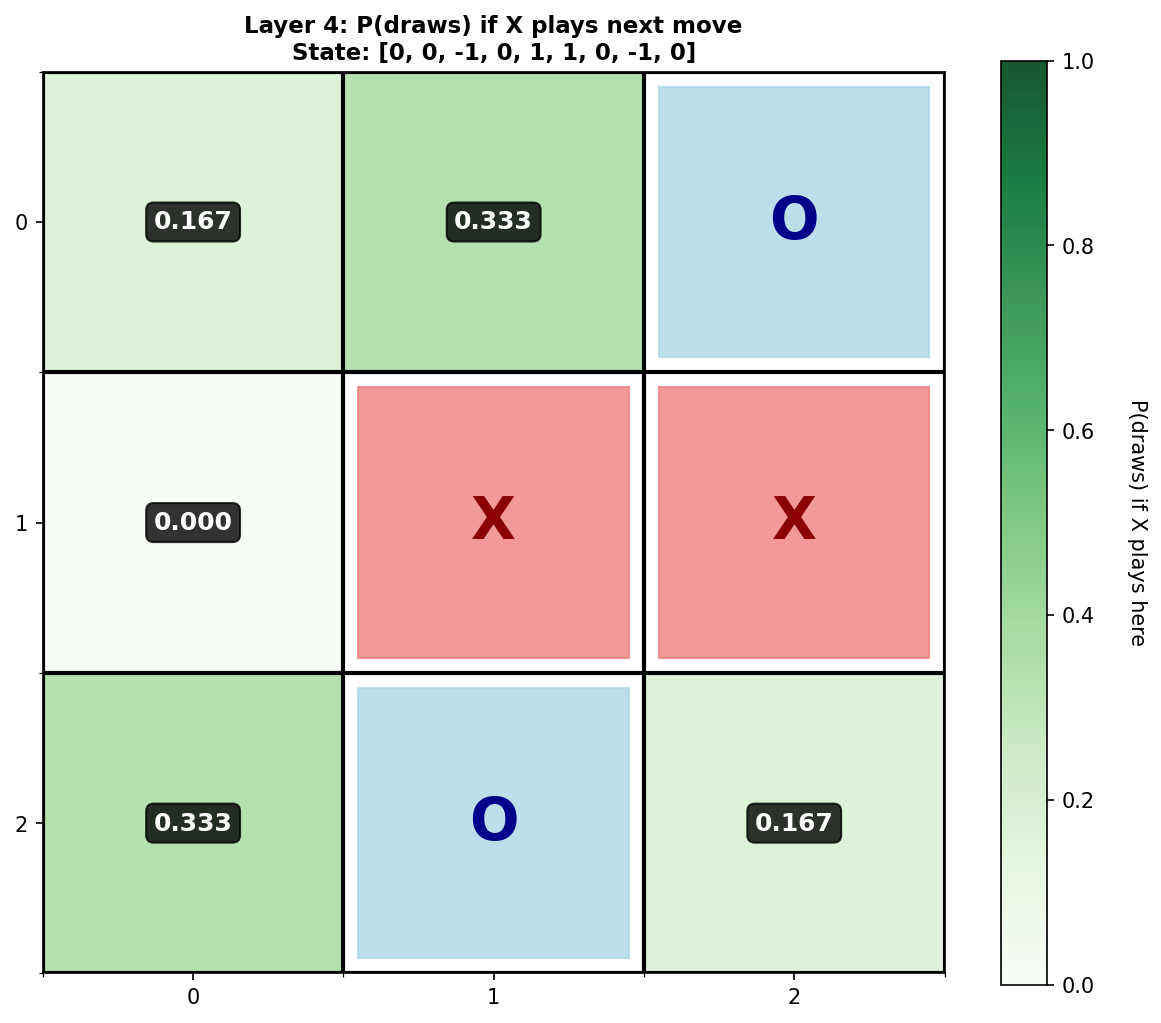 Layer 4: P(draws) if X plays next move
State: [0, 0, -1, 0, 1, 1, 0, -1, 0]
0.167
0.333
O
0.000
X
X
0.333
O
0.167
0
1
2
0
1
2
1.0
0.8
0.6
0.4
0.2
0.0
P(draws) if X plays here